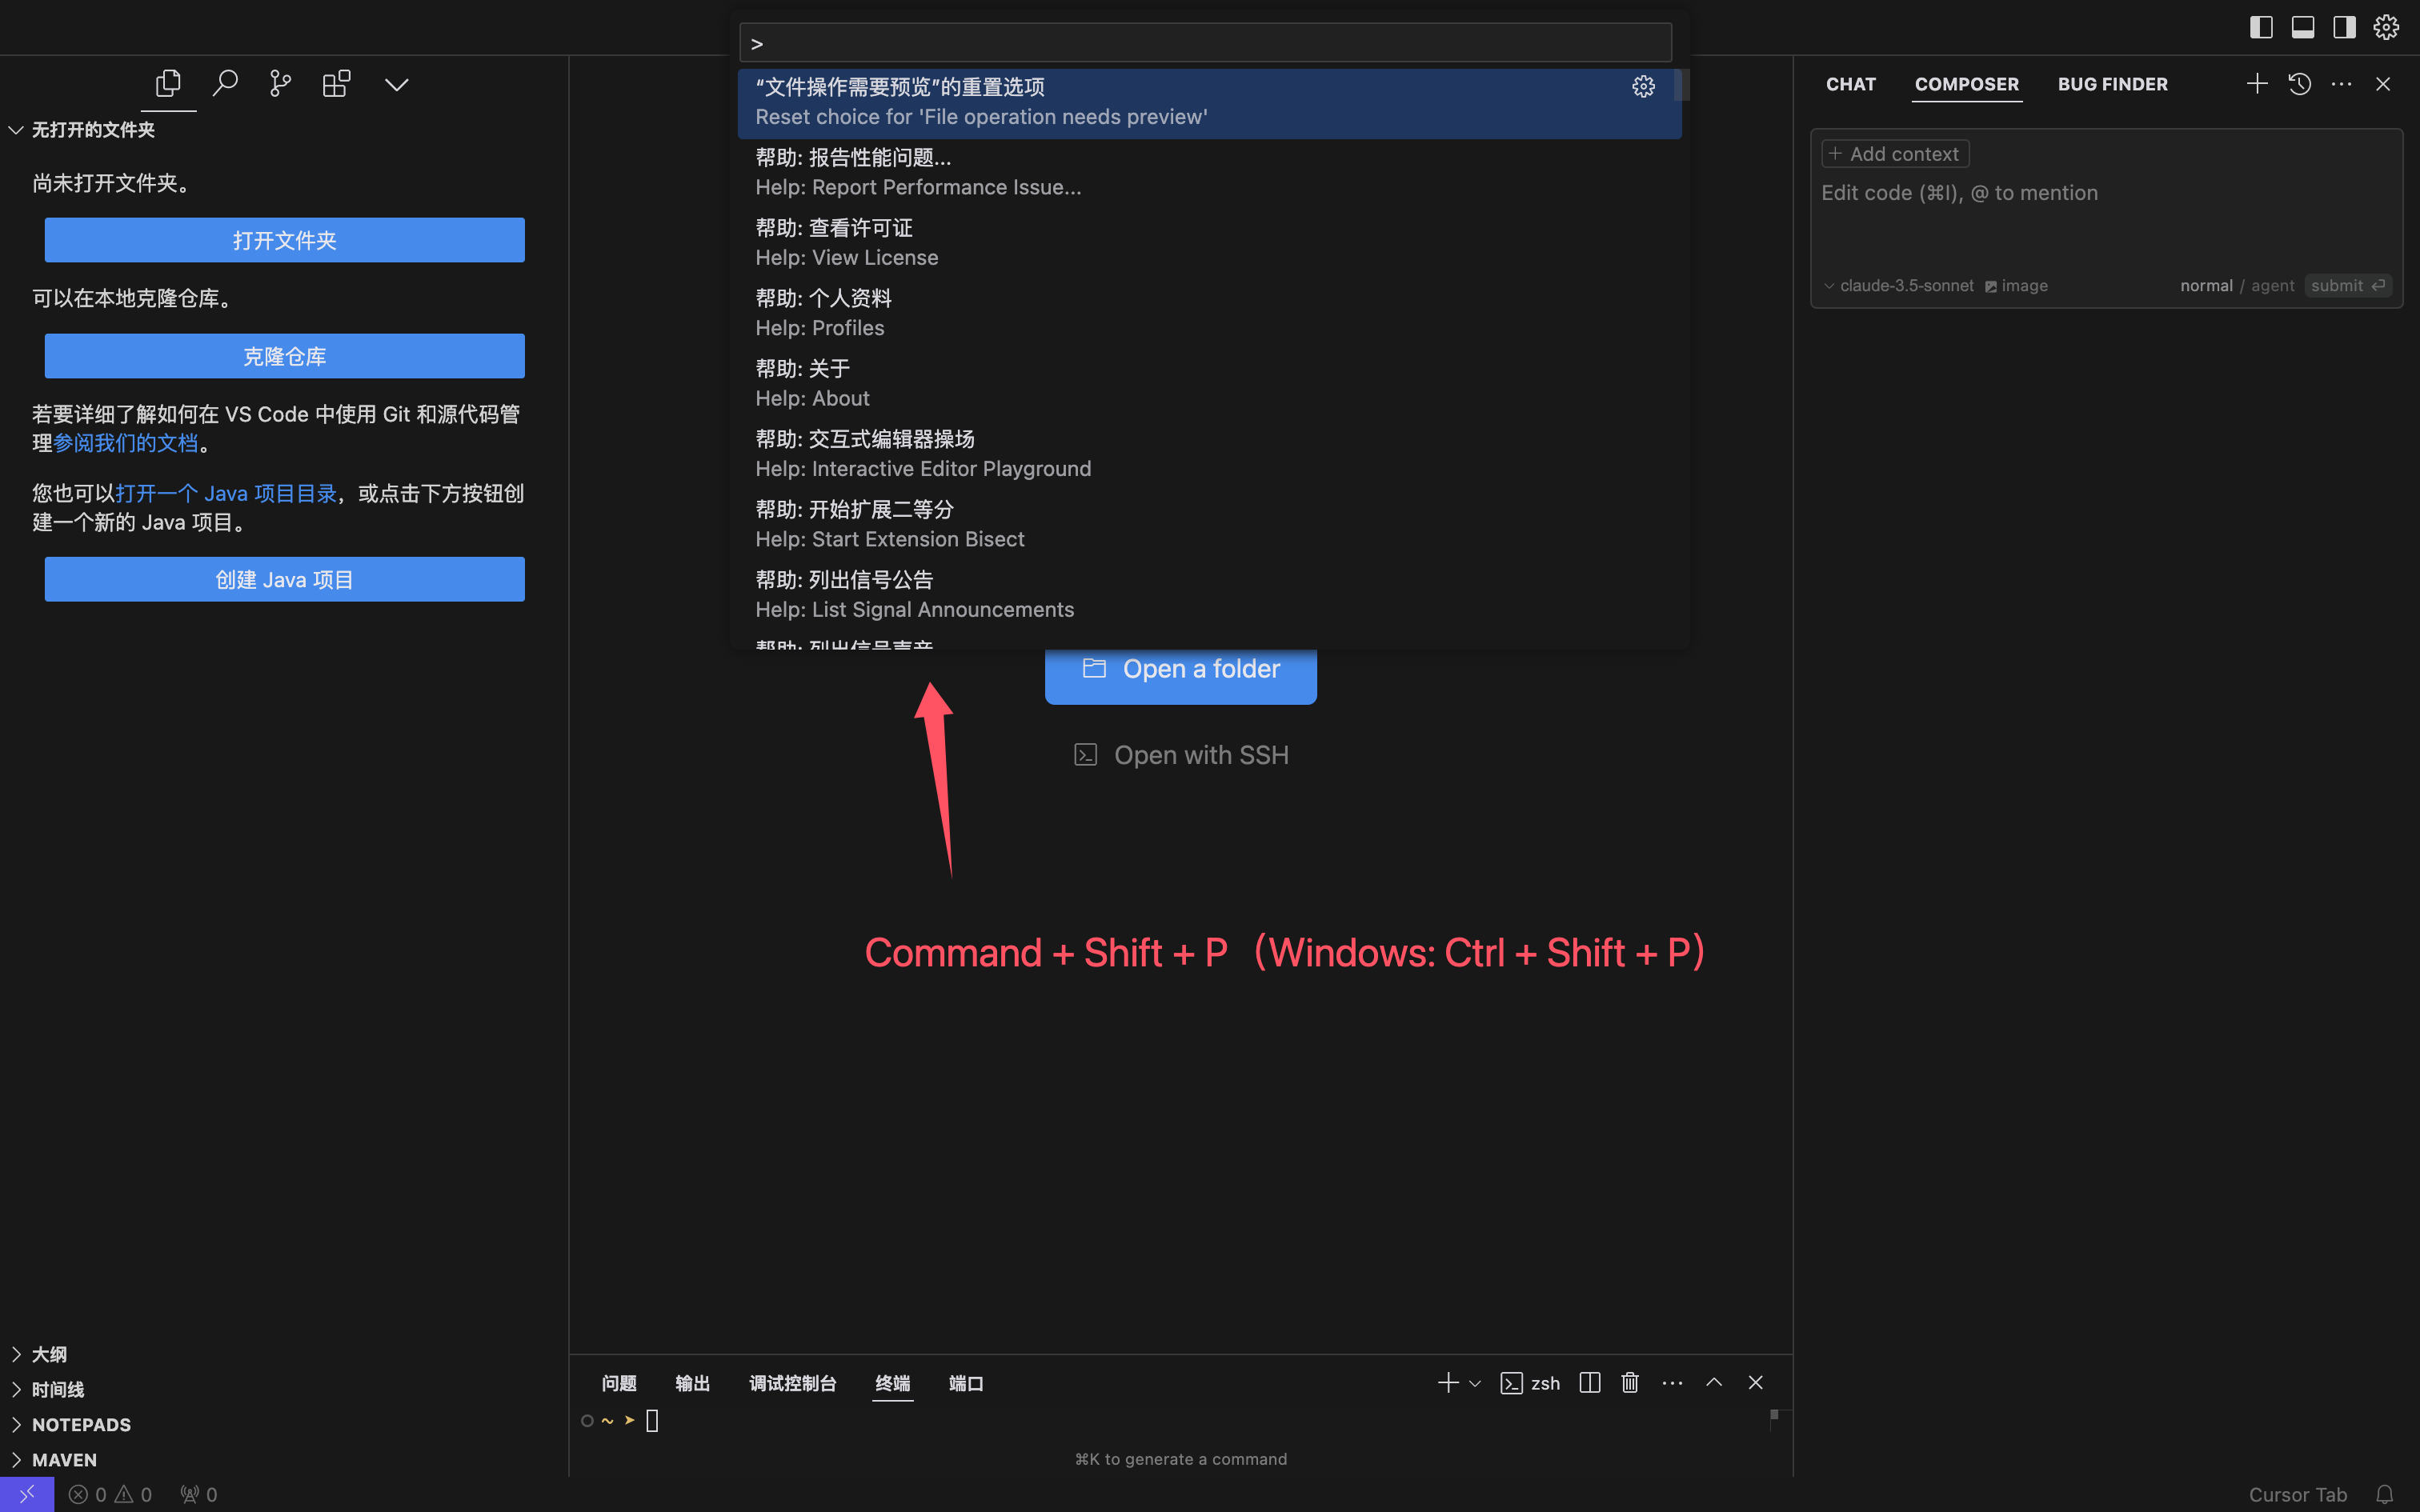 >
“文件操作需要预览”的重置选项
Reset choice for 'File operation needs preview'
帮助: 报告性能问题...
Help: Report Performance Issue...
帮助: 查看许可证
Help: View License
帮助: 个人资料
Help: Profiles
帮助: 关于
Help: About
帮助: 交互式编辑器操场
Help: Interactive Editor Playground
帮助: 开始扩展二等分
Help: Start Extension Bisect
帮助: 列出信号公告
Help: List Signal Announcements
帮助: 列出信号声音
无打开的文件夹
尚未打开文件夹。
打开文件夹
可以在本地克隆仓库。
克隆仓库
若要详细了解如何在 VS Code 中使用 Git 和源代码管
理参阅我们的文档。
您也可以打开一个 Java 项目目录，或点击下方按钮创
建一个新的 Java 项目。
创建 Java 项目
大纲
时间线
NOTEPADS
MAVEN
Open a folder
Open with SSH
Command + Shift + P（Windows: Ctrl + Shift + P）
问题 输出 调试控制台 终端 端口
zsh
~ ➤
⌘K to generate a command
CHAT COMPOSER BUG FINDER
+ Add context
Edit code (⌘I), @ to mention
claude-3.5-sonnet image normal / agent submit ⏎
0 0 0
Cursor Tab